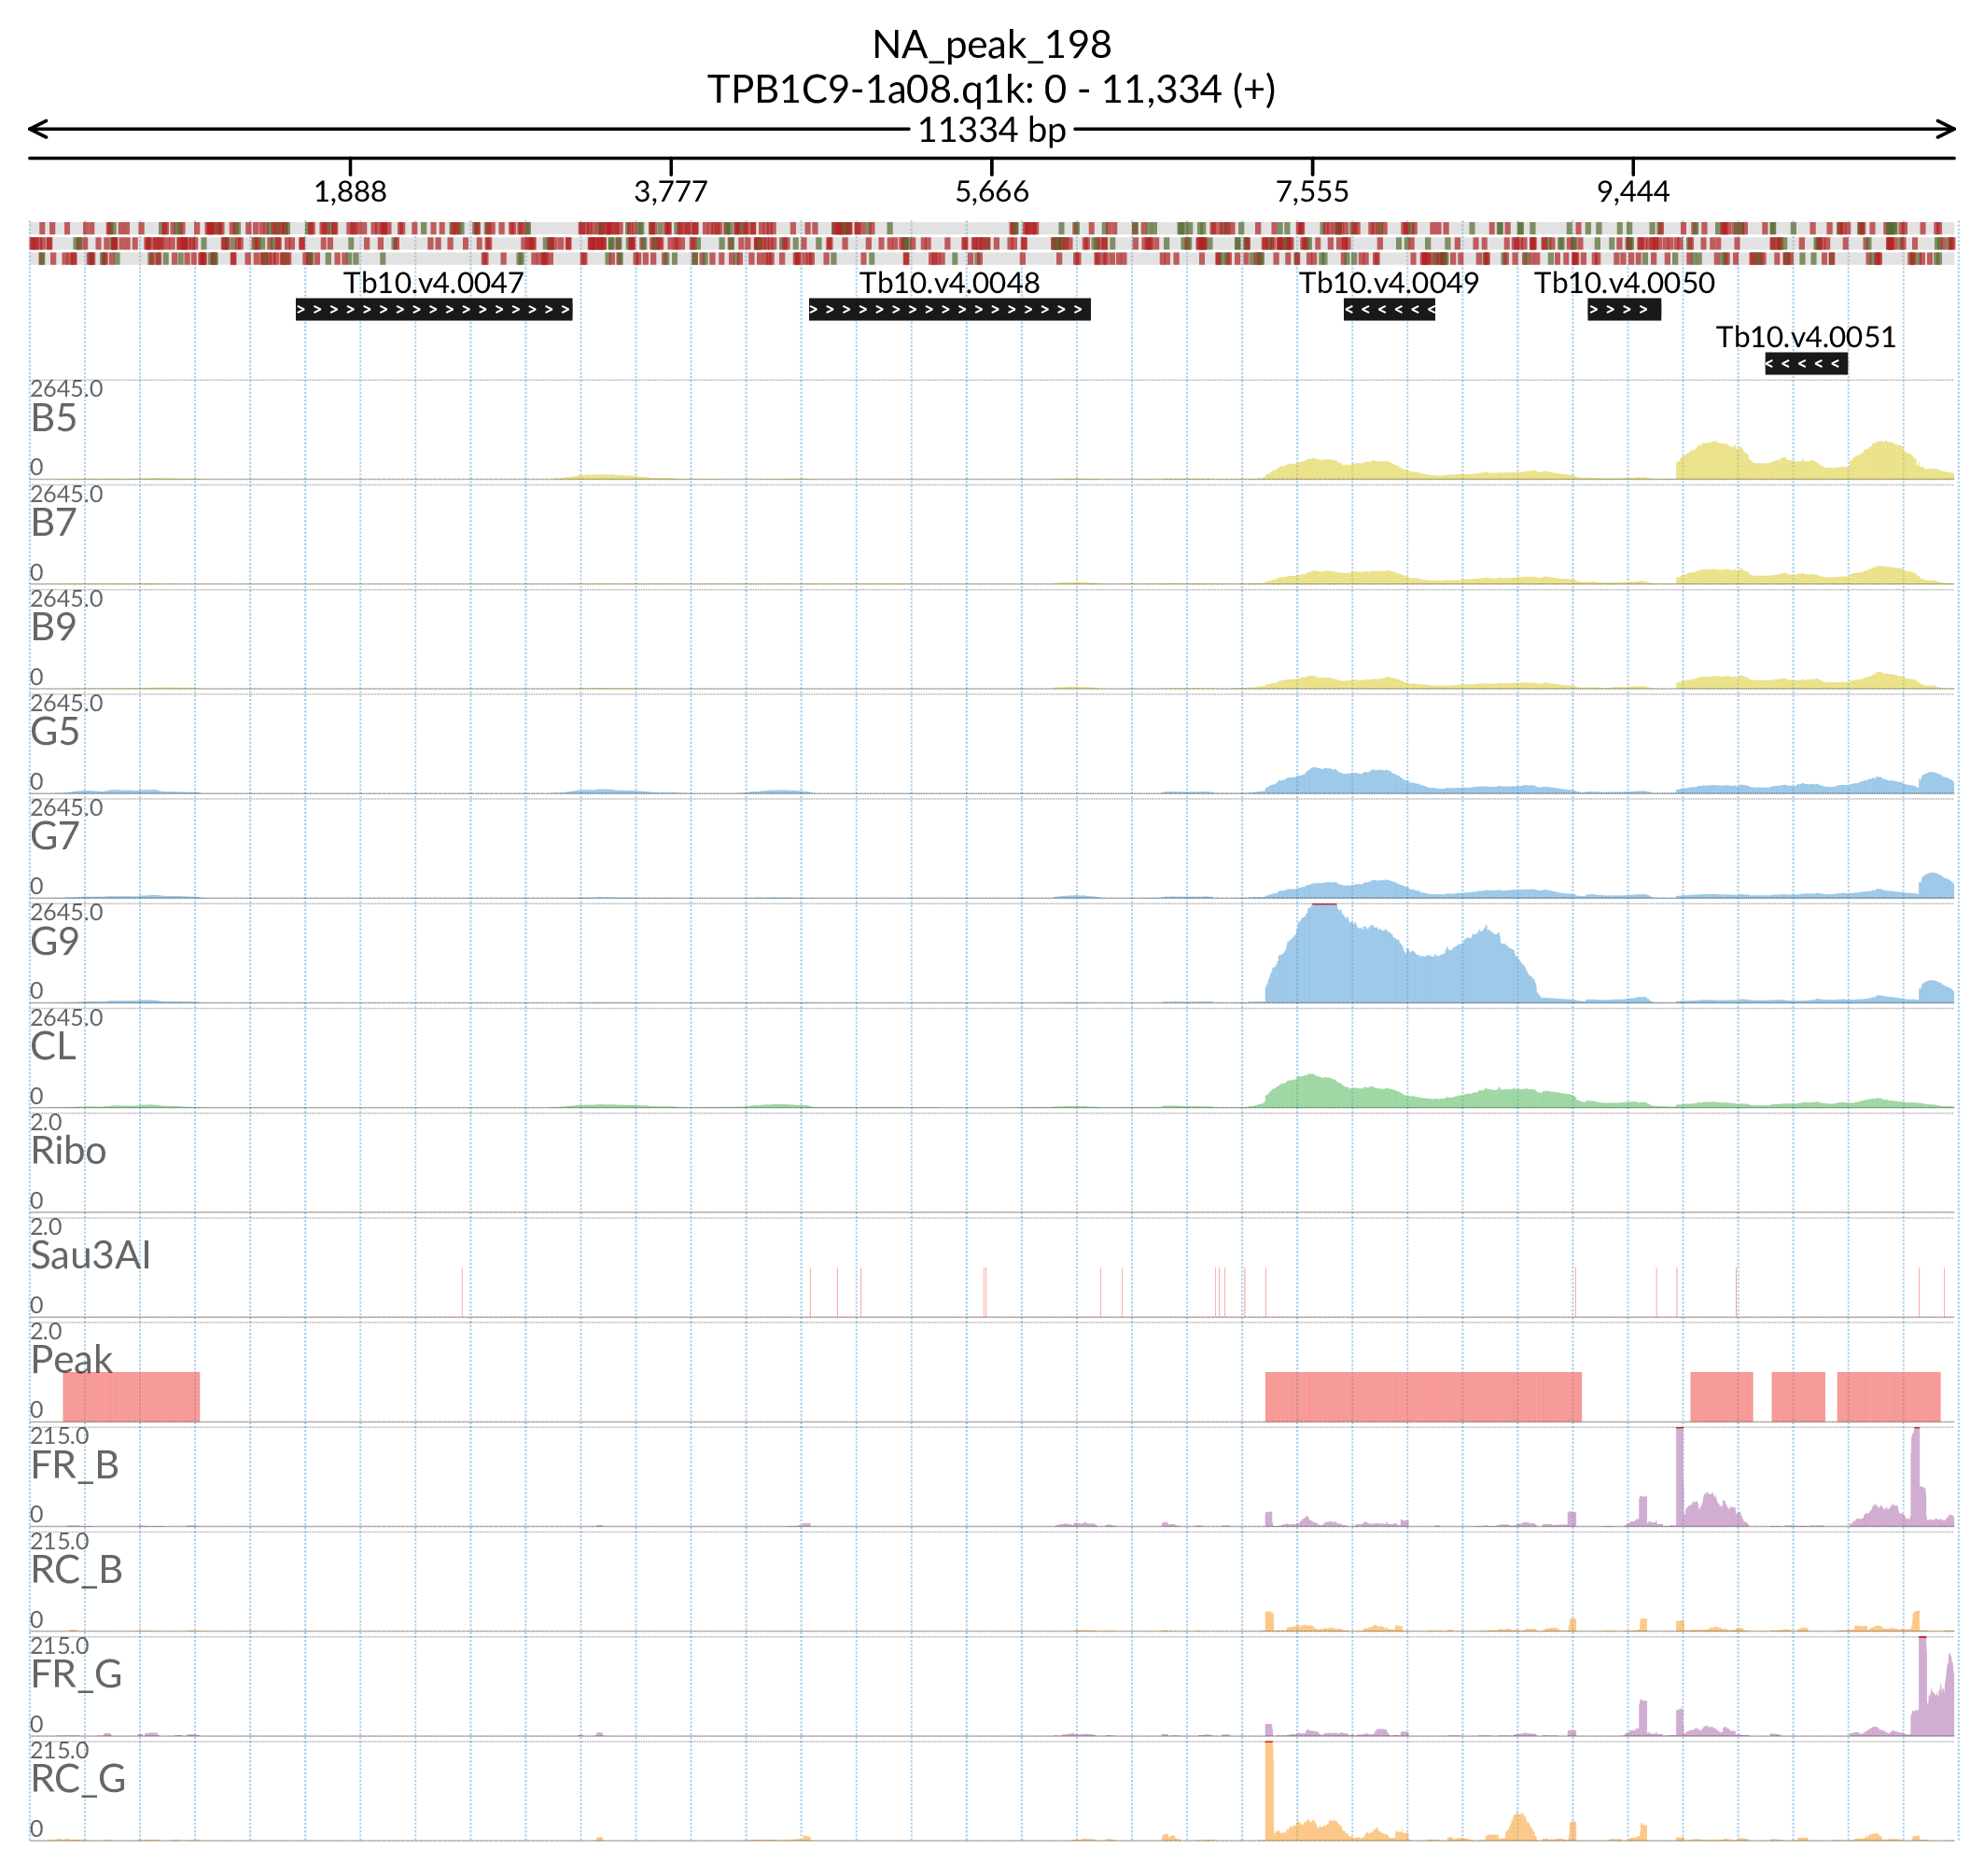 NA_peak_198
TPB1C9-1a08.q1k: 0 - 11,334 (+)
11334 bp
1,888 3,777 5,666 7,555 9,444
Tb10.v4.0047 Tb10.v4.0048 Tb10.v4.0049 Tb10.v4.0050
Tb10.v4.0051
2645.0
B5
0
2645.0
B7
0
2645.0
B9
0
2645.0
G5
0
2645.0
G7
0
2645.0
G9
0
2645.0
CL
0
2.0
Ribo
0
2.0
Sau3AI
0
2.0
Peak
0
215.0
FR_B
0
215.0
RC_B
0
215.0
FR_G
0
215.0
RC_G
0